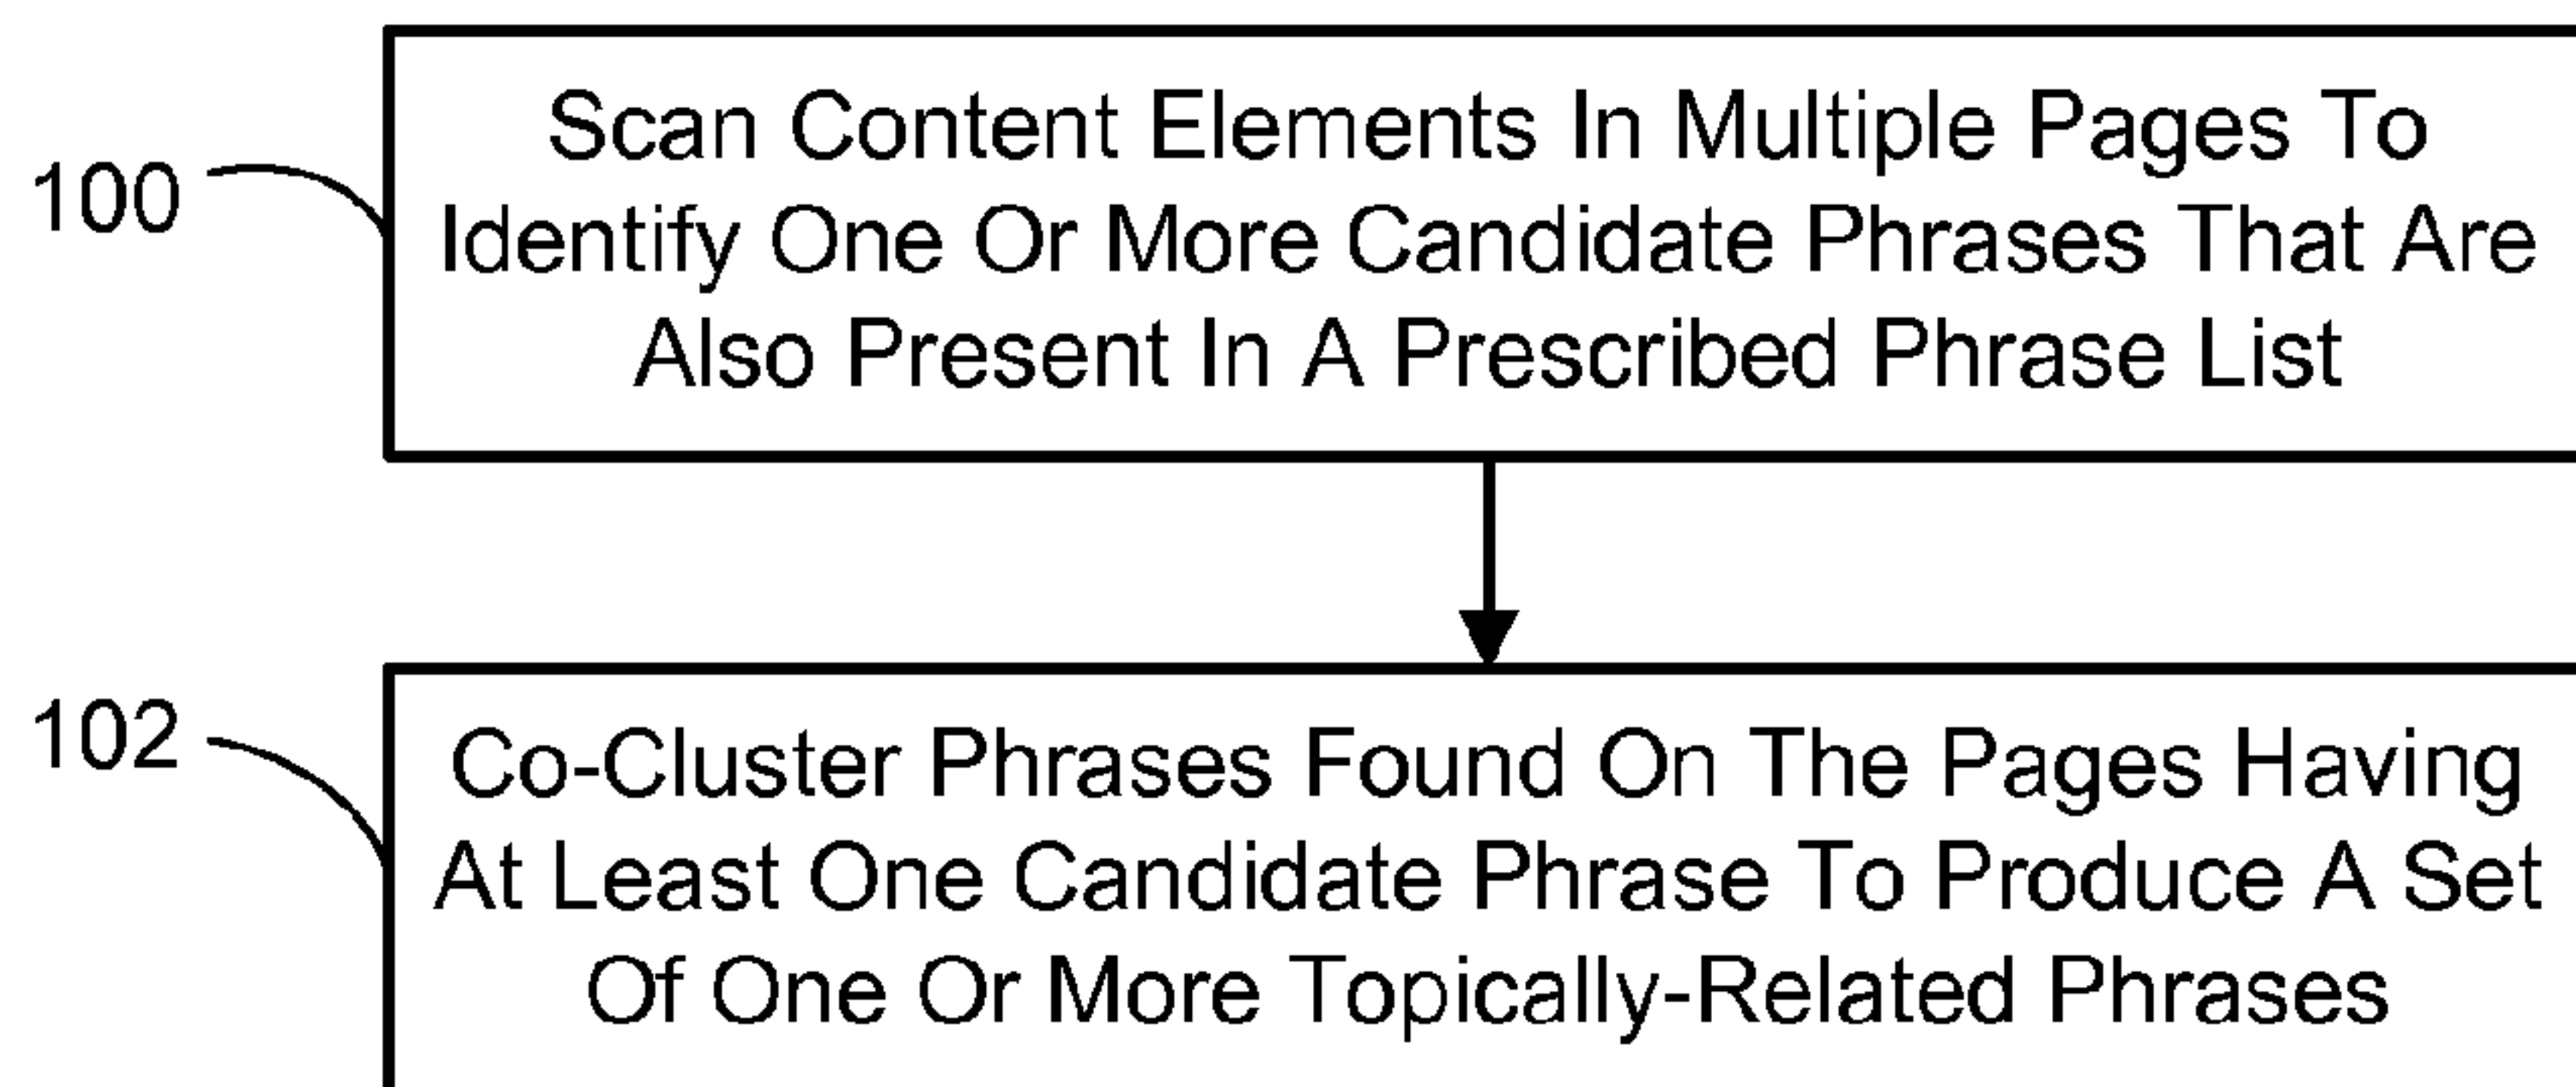 100
Scan Content Elements In Multiple Pages To
Identify One Or More Candidate Phrases That Are
Also Present In A Prescribed Phrase List
102
Co-Cluster Phrases Found On The Pages Having
At Least One Candidate Phrase To Produce A Set
Of One Or More Topically-Related Phrases